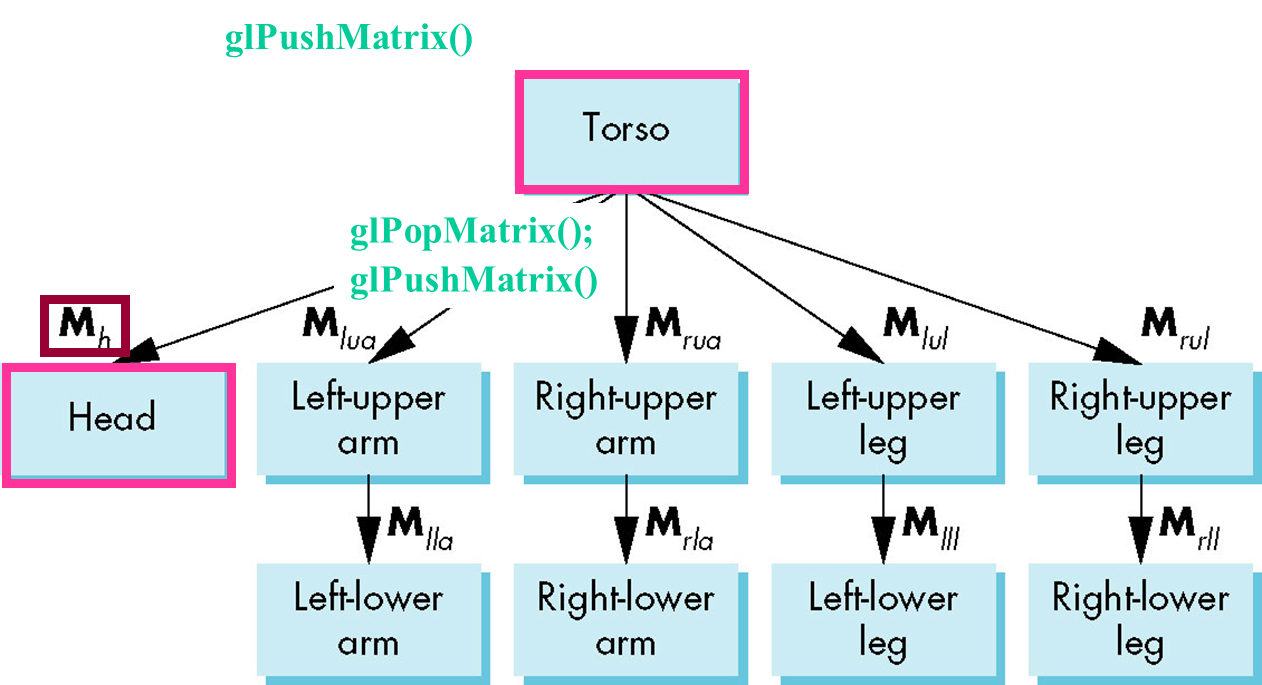 glPushMatrix()
Torso
glPopMatrix();
glPushMatrix()
Mh
Mlua
Mrua
Mlul
Mrul
Head
Left-upper
arm
Right-upper
arm
Left-upper
leg
Right-upper
leg
Mlla
Mrla
Mlll
Mrll
Left-lower
arm
Right-lower
arm
Left-lower
leg
Right-lower
leg